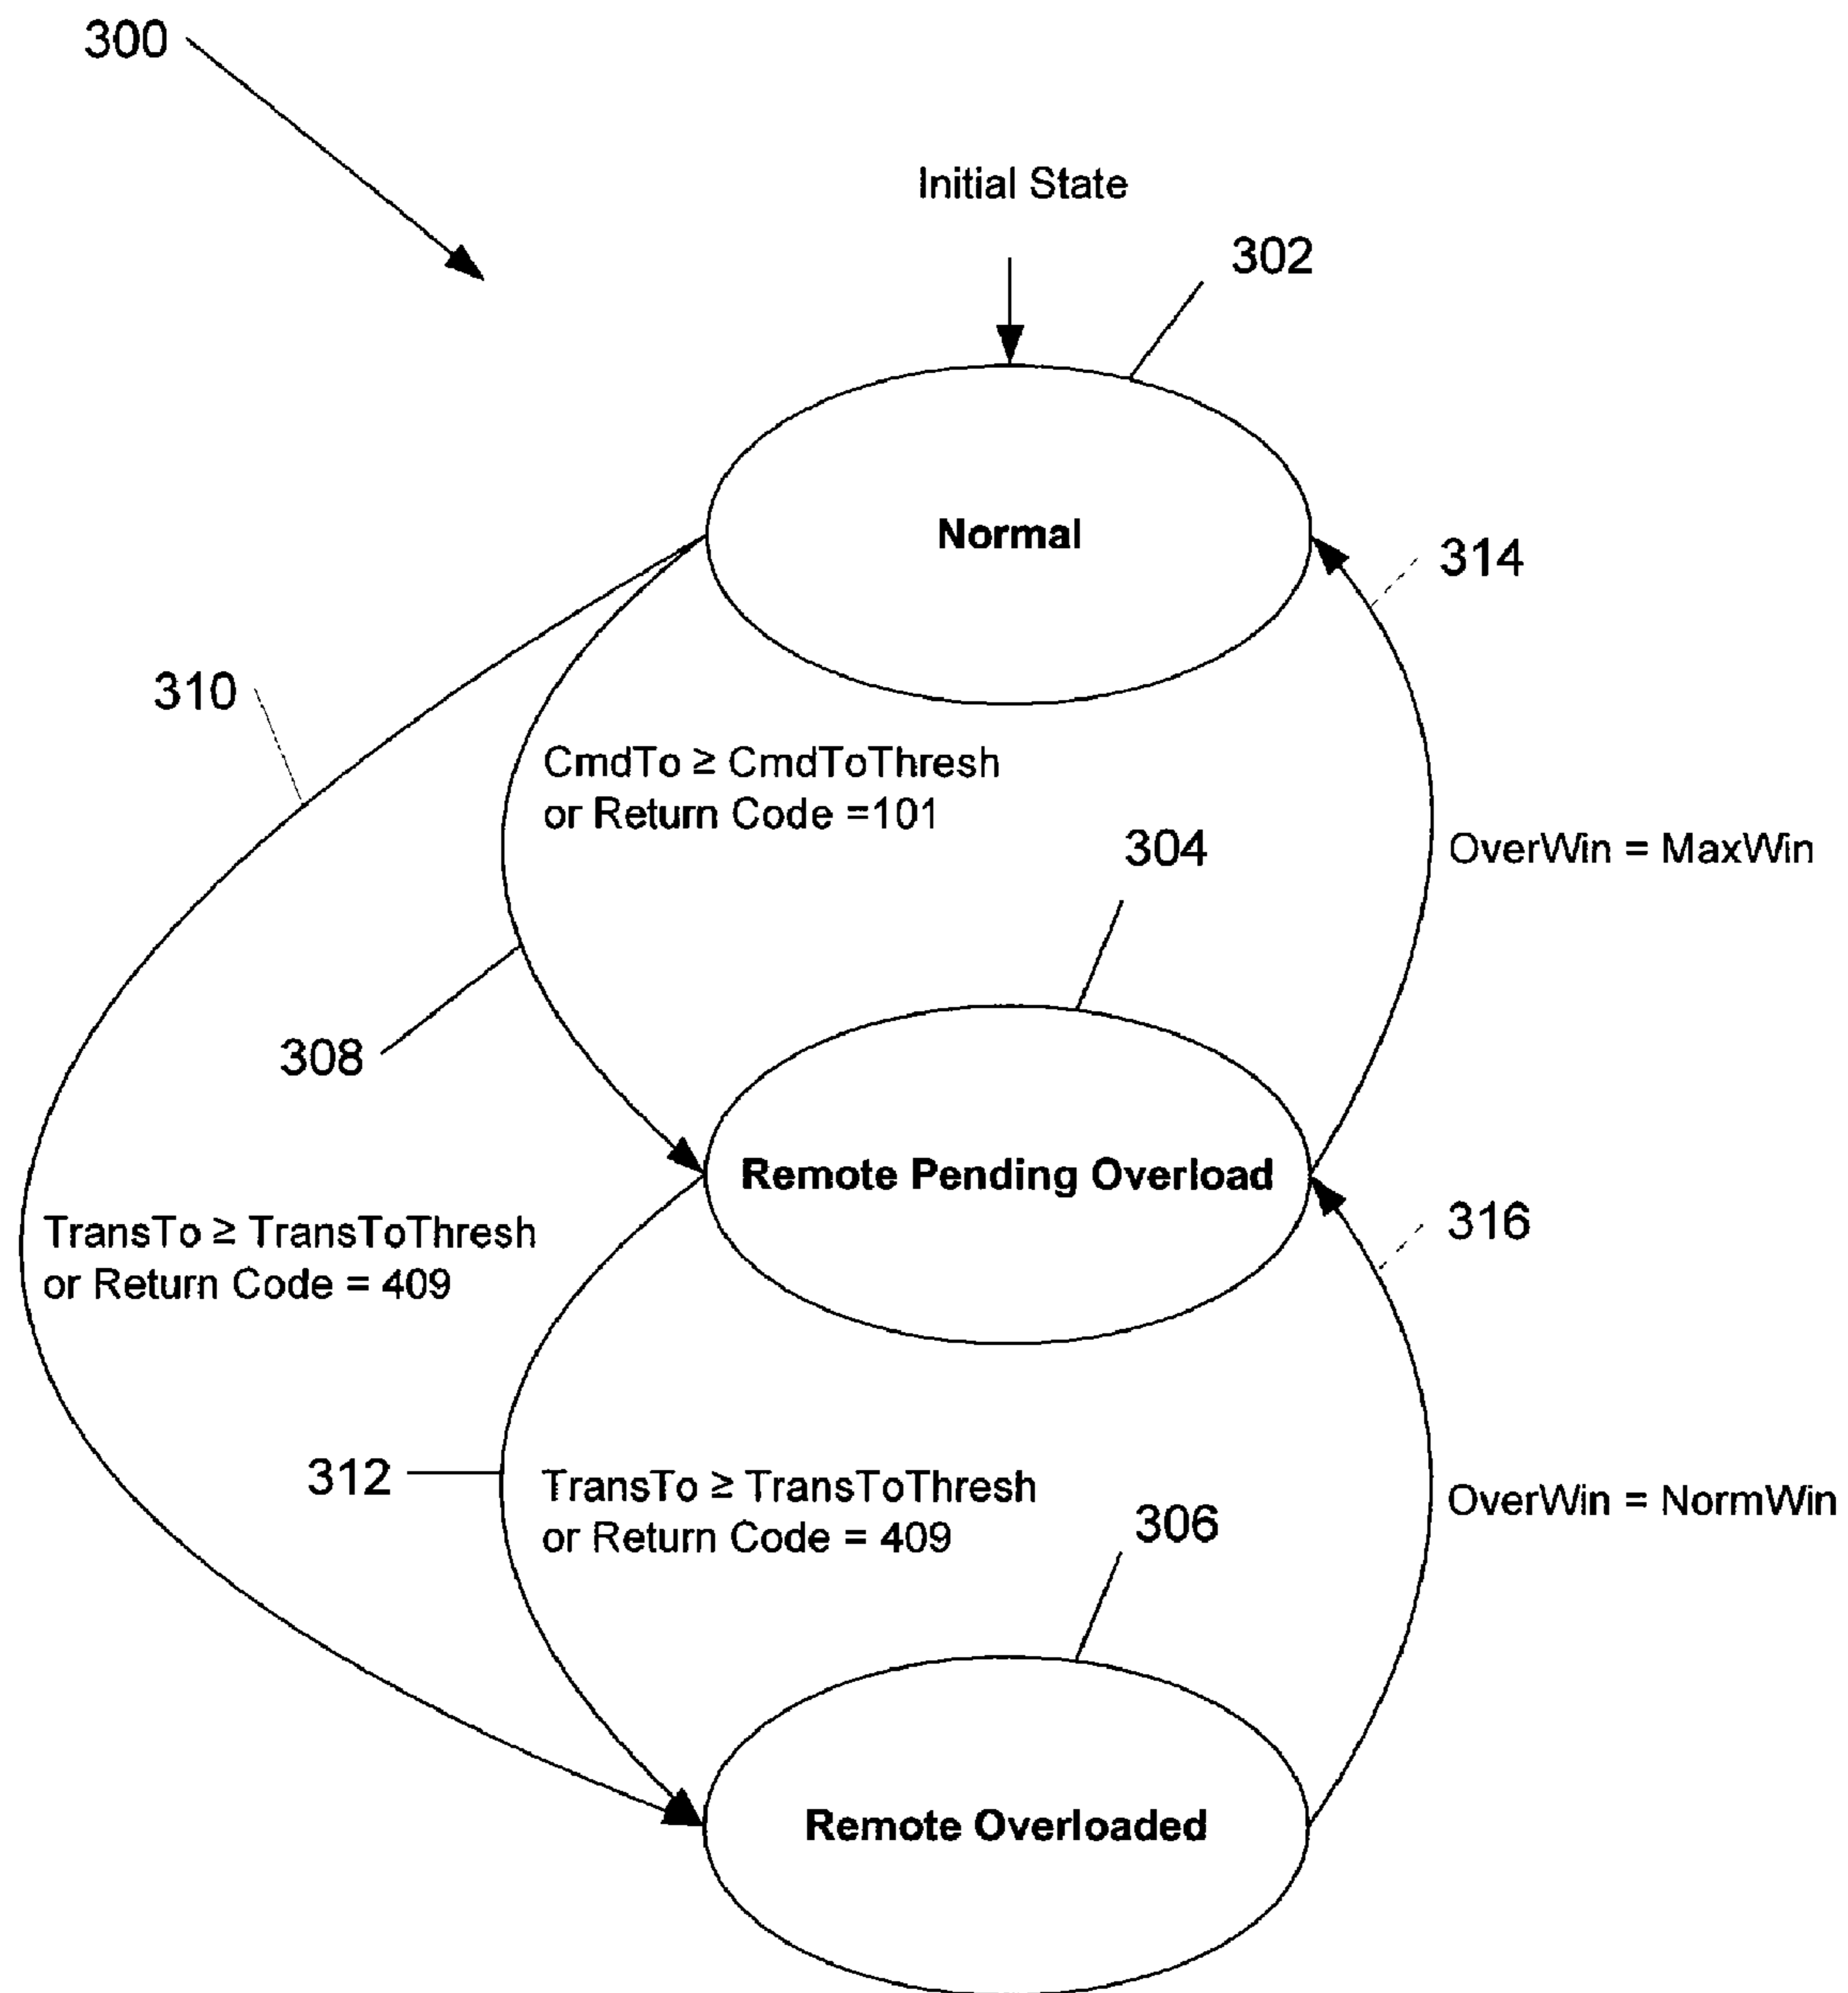 300
Initial State
302
Normal
314
310
CmdTo ≥ CmdToThresh
or Return Code =101
304
OverWin = MaxWin
308
Remote Pending Overload
TransTo ≥ TransToThresh
or Return Code = 409
316
312
TransTo ≥ TransToThresh
or Return Code = 409
306
OverWin = NormWin
Remote Overloaded